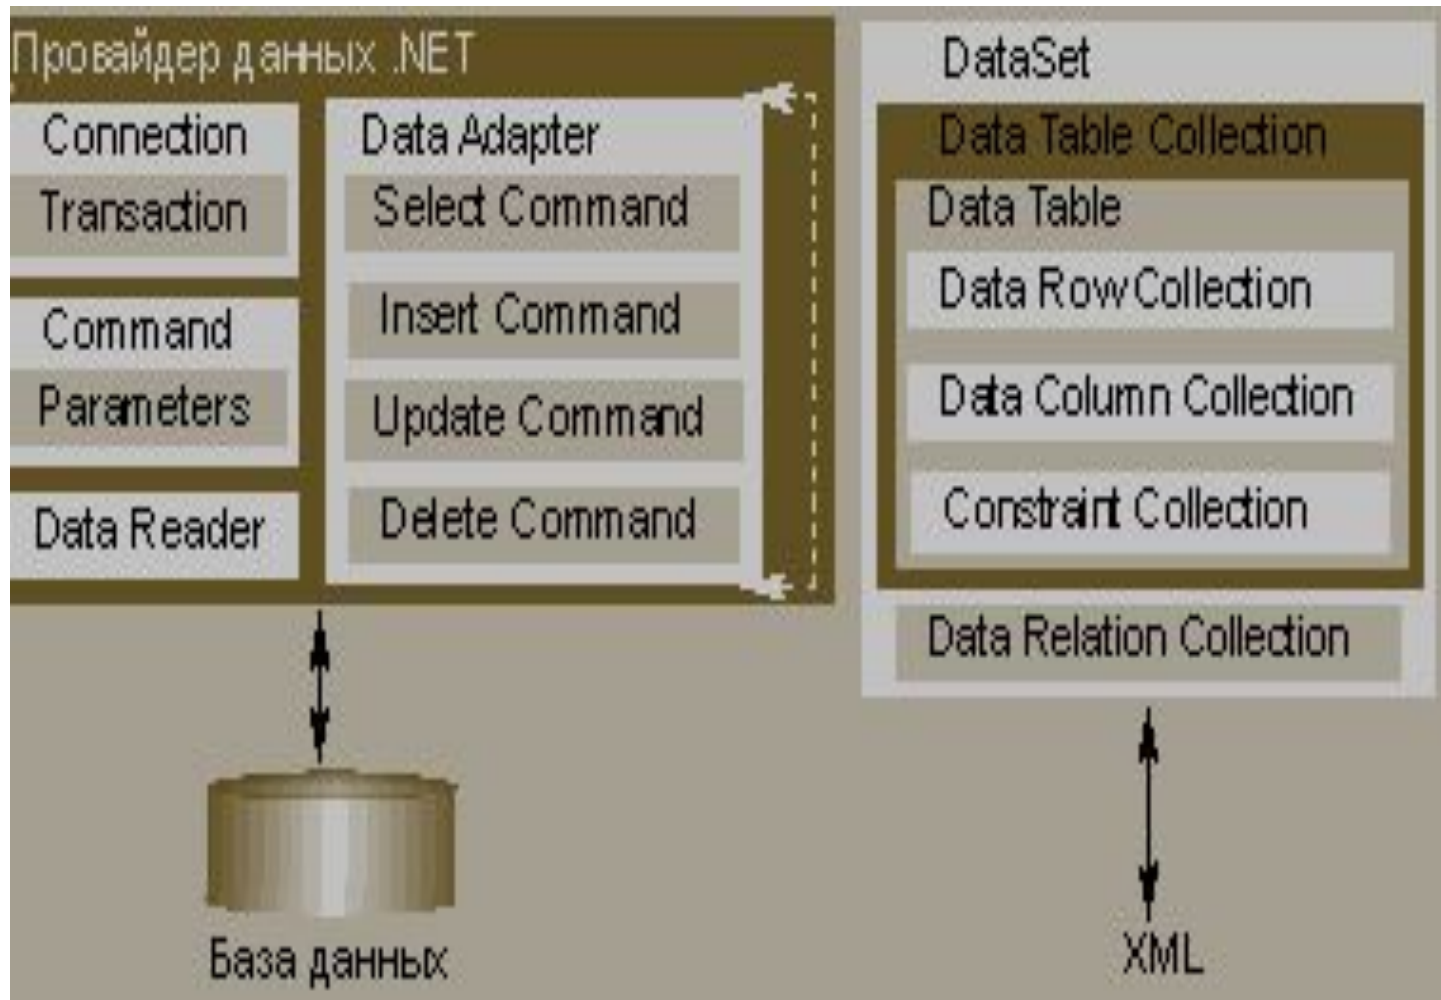 Провайдер данных .NET
Connection
Transaction
Command
Parameters
Data Reader
Data Adapter
Select Command
Insert Command
Update Command
Delete Command
База данных
DataSet
Data Table Collection
Data Table
Data Row Collection
Data Column Collection
Constraint Collection
Data Relation Collection
XML